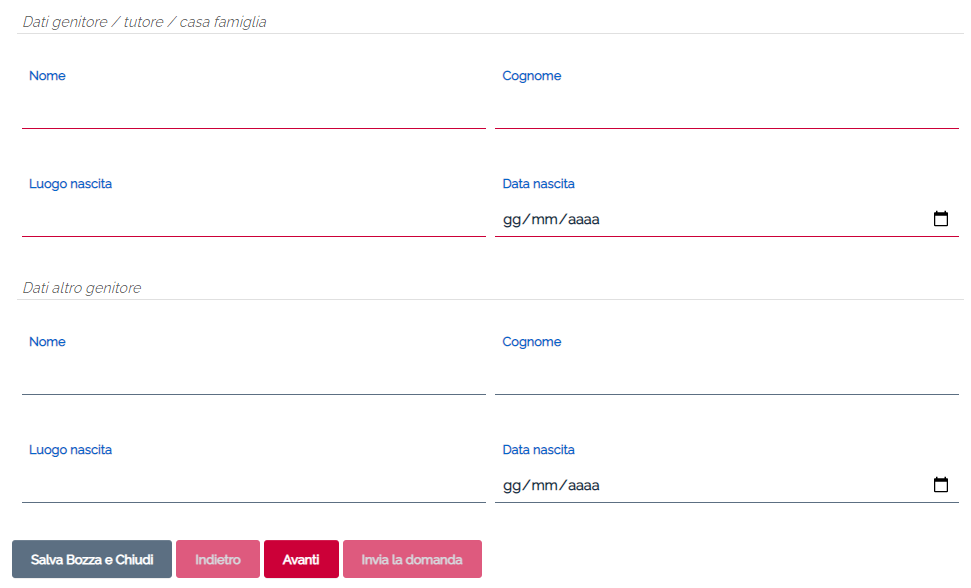 Dati genitore / tutore / casa famiglia
Nome Cognome
Luogo nascita Data nascita
gg/mm/aaaa
Dati altro genitore
Nome Cognome
Luogo nascita Data nascita
gg/mm/aaaa
Salva Bozza e Chiudi Indietro Avanti Invia la domanda